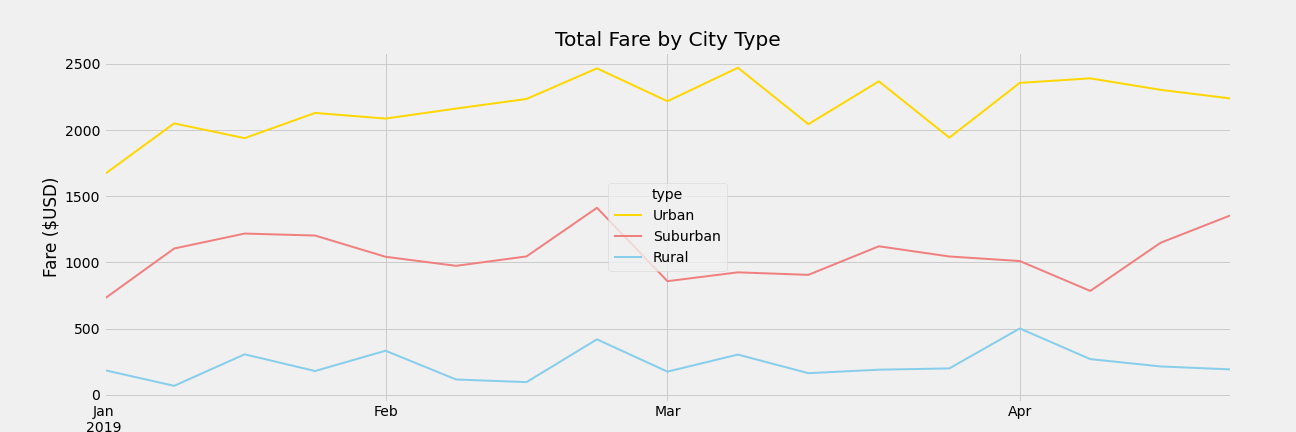 Total Fare by City Type
Fare ($USD)
2500
2000
1500
1000
500
0
type
Urban
Suburban
Rural
Jan
2019
Feb
Mar
Apr